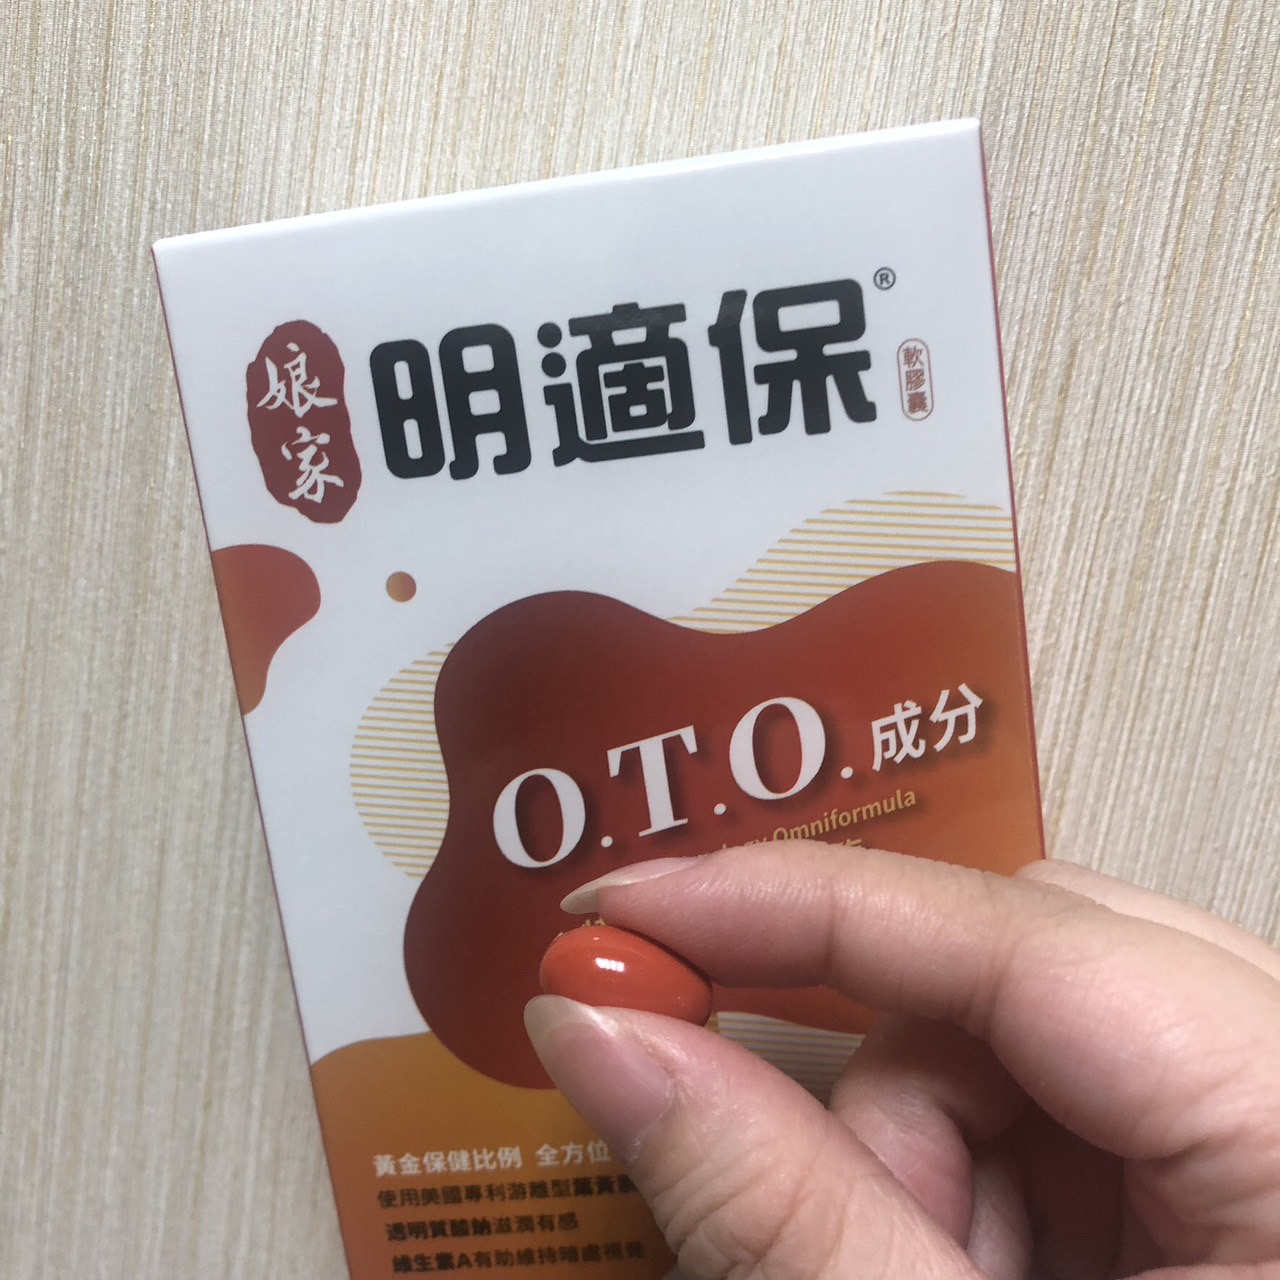 娘家
明適保®
軟膠囊
O.T.O.成分
Omniformula
黃金保健比例 全方位
使用美國專利游離型葉黃素
透明質酸鈉滋潤有感
維生素A有助維持暗處視覺